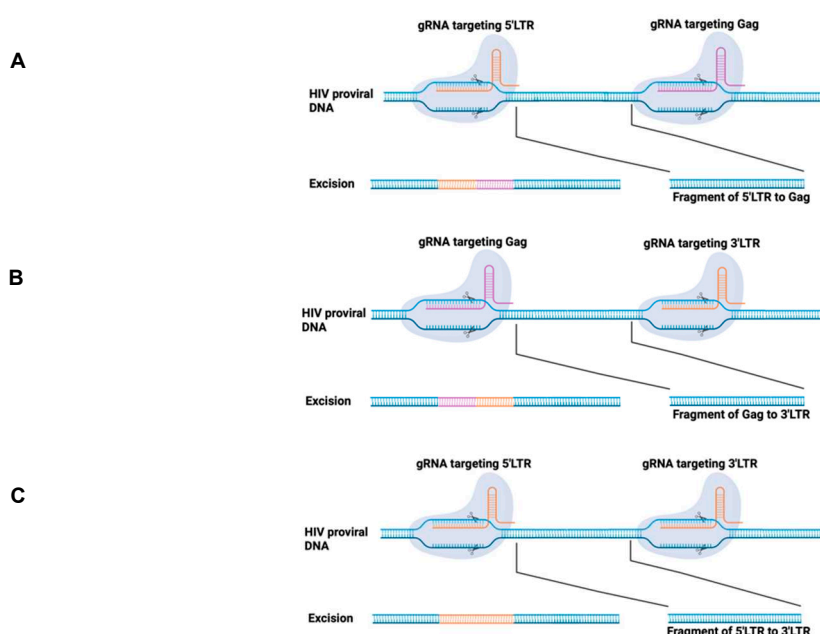 A
gRNA targeting 5'LTR
gRNA targeting Gag
HIV proviral
DNA
Excision
Fragment of 5'LTR to Gag
B
gRNA targeting Gag
gRNA targeting 3'LTR
HIV proviral
DNA
Excision
Fragment of Gag to 3'LTR
C
gRNA targeting 5'LTR
gRNA targeting 3'LTR
HIV proviral
DNA
Excision
Fragment of 5'LTR to 3'LTR